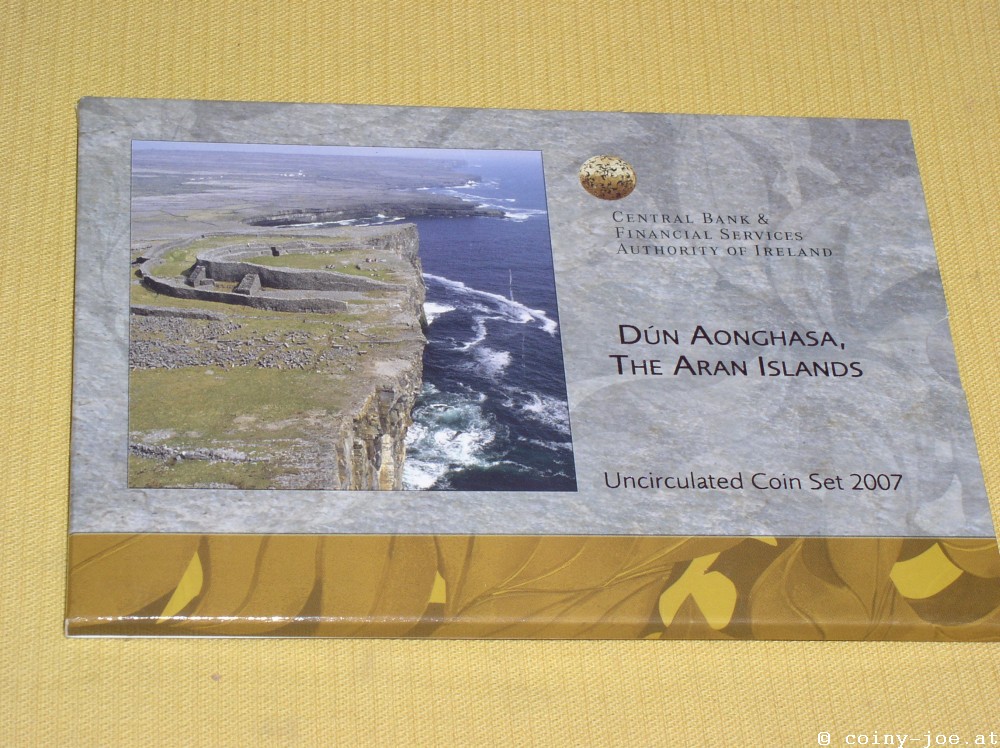 CENTRAL BANK &
FINANCIAL SERVICES
AUTHORITY OF IRELAND
DÚN AONGHASA,
THE ARAN ISLANDS
Uncirculated Coin Set 2007
© coiny-joe.at